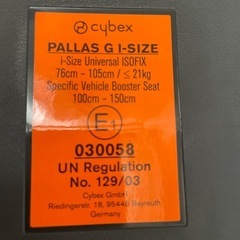 cybex
PALLAS G I-SIZE
i-Size Universal ISOFIX
76cm - 105cm / ≤ 21kg
Specific Vehicle Booster Seat
100cm - 150cm
E1
030058
UN Regulation
No. 129/03
Cybex GmbH
Riedingerstr. 18, 95448 Bayreuth
Germany